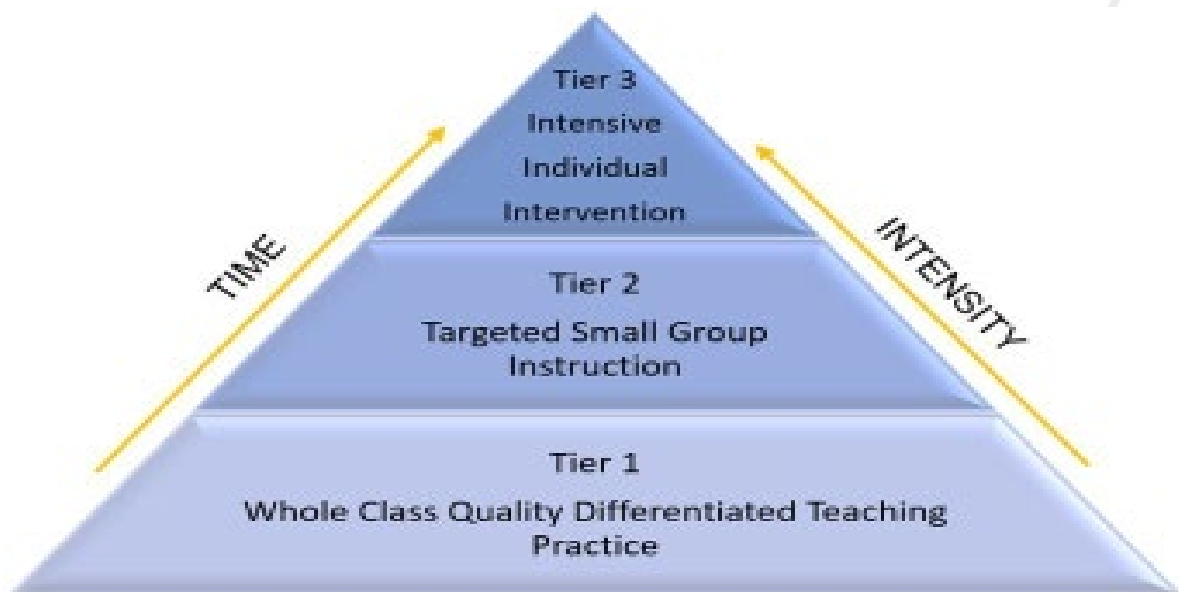 Tier 3
Intensive
Individual
Intervention
TIME
INTENSITY
Tier 2
Targeted Small Group
Instruction
Tier 1
Whole Class Quality Differentiated Teaching
Practice